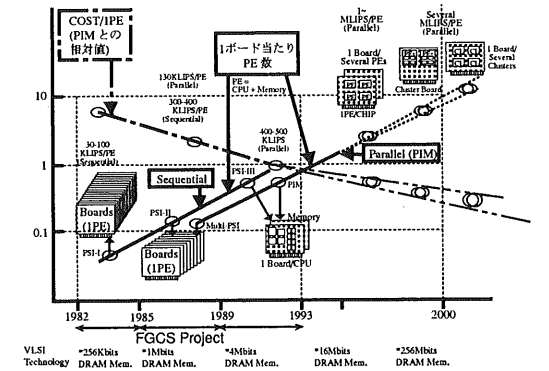 COST/1PE
(PIM との
相対値)
1ボード当たり
PE 数
1~
MLIPS/PE
(Parallel)
Several
MLIPS/PE
(Parallel)
130KLIPS/PE
(Parallel)
300-400
KLIPS/PE
(Sequential)
PE =
CPU + Memory
1 Board/
Several PEs
1 Board/
Several
Clusters
Cluster Board
1PE/CHIP
10
30-100
KLIPS/PE
(Sequential)
400-500
KLIPS
(Parallel)
Parallel (PIM)
1
Sequential
PSI-III
PIM
Boards
(1PE)
PSI-II
Multi-PSI
Memory
0.1
PSI-I
Boards
(1PE)
1 Board/CPU
1982
1985
1989
1993
2000
FGCS Project
VLSI
Technology
*256Kbits
DRAM Mem.
*1Mbits
DRAM Mem.
*4Mbits
DRAM Mem.
*16Mbits
DRAM Mem.
*256Mbits
DRAM Mem.